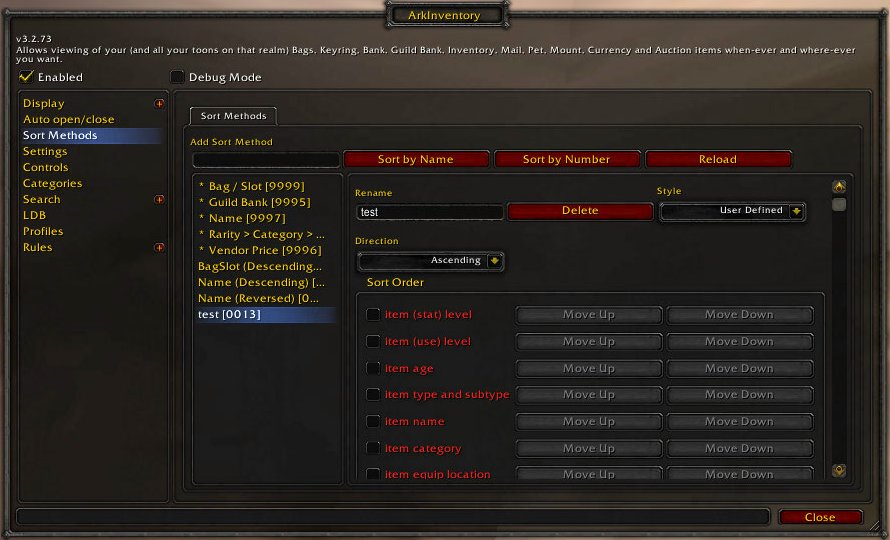 ArkInventory
v3.2.73
Allows viewing of your (and all your toons on that realm) Bags, Keyring, Bank, Guild Bank, Inventory, Mail, Pet, Mount, Currency and Auction items when-ever and where-ever
you want.
Enabled
Debug Mode
Display
Auto open/close
Sort Methods
Settings
Controls
Categories
Search
LDB
Profiles
Rules
Sort Methods
Add Sort Method
Sort by Name
Sort by Number
Reload
* Bag / Slot [9999]
* Guild Bank [9995]
* Name [9997]
* Rarity > Category > ...
* Vendor Price [9996]
BagSlot (Descending...
Name (Descending) [...
Name (Reversed) [0...
test [0013]
Rename
Style
test
Delete
User Defined
Direction
Ascending
Sort Order
item (stat) level Move Up Move Down
item (use) level Move Up Move Down
item age Move Up Move Down
item type and subtype Move Up Move Down
item name Move Up Move Down
item category Move Up Move Down
item equip location Move Up Move Down
Close